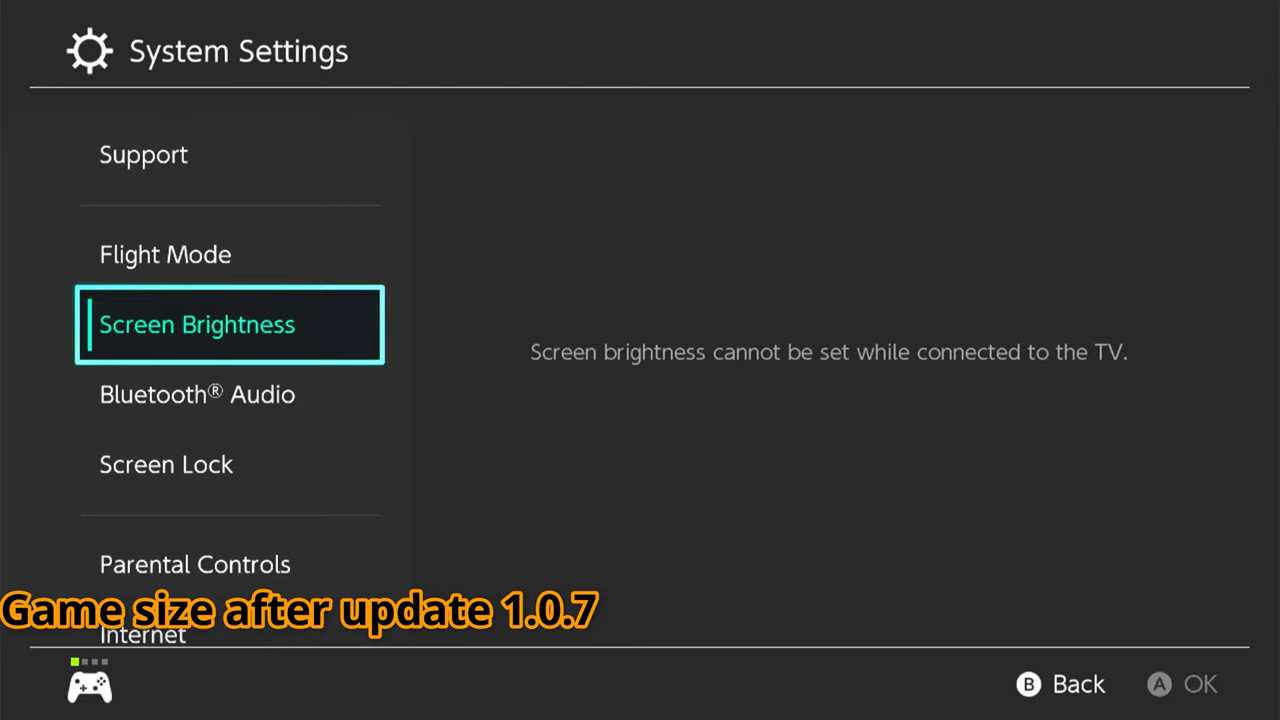 System Settings
Support
Flight Mode
Screen Brightness
Screen brightness cannot be set while connected to the TV.
Bluetooth® Audio
Screen Lock
Parental Controls
Game size after update 1.0.7
Internet
B Back A OK